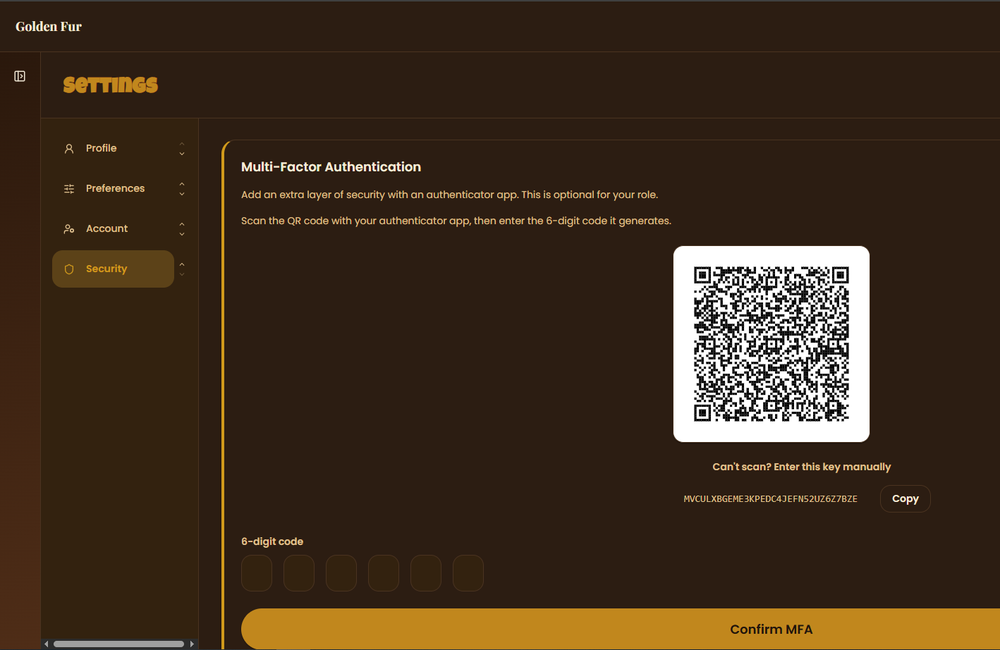 Golden Fur
Settings
Profile
Preferences
Account
Security
Multi-Factor Authentication
Add an extra layer of security with an authenticator app. This is optional for your role.
Scan the QR code with your authenticator app, then enter the 6-digit code it generates.
Can't scan? Enter this key manually
MVCULXBGEME3KPEDC4JEFN52UZ6Z7BZE
Copy
6-digit code
Confirm MFA